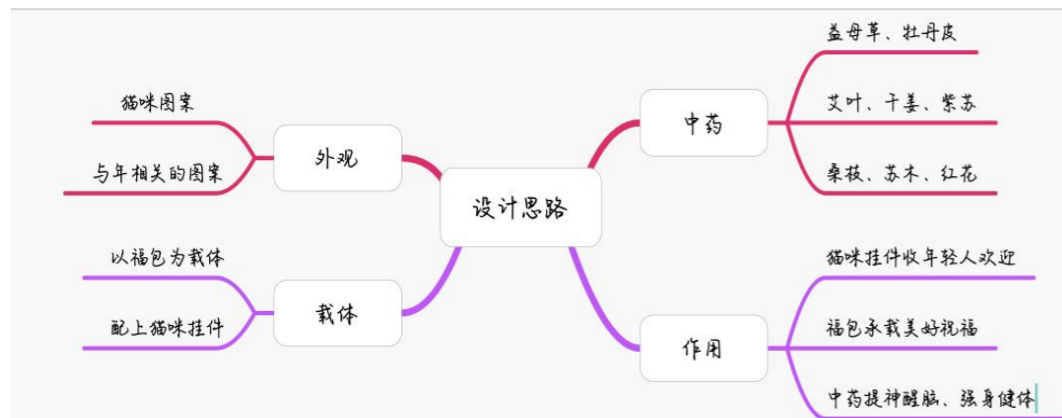 设计思路
外观
猫咪图案
与年相关的图案
载体
以福包为载体
配上猫咪挂件
中药
益母草、牡丹皮
艾叶、干姜、紫苏
桑枝、苏木、红花
作用
猫咪挂件收年轻人欢迎
福包承载美好祝福
中药提神醒脑、强身健体